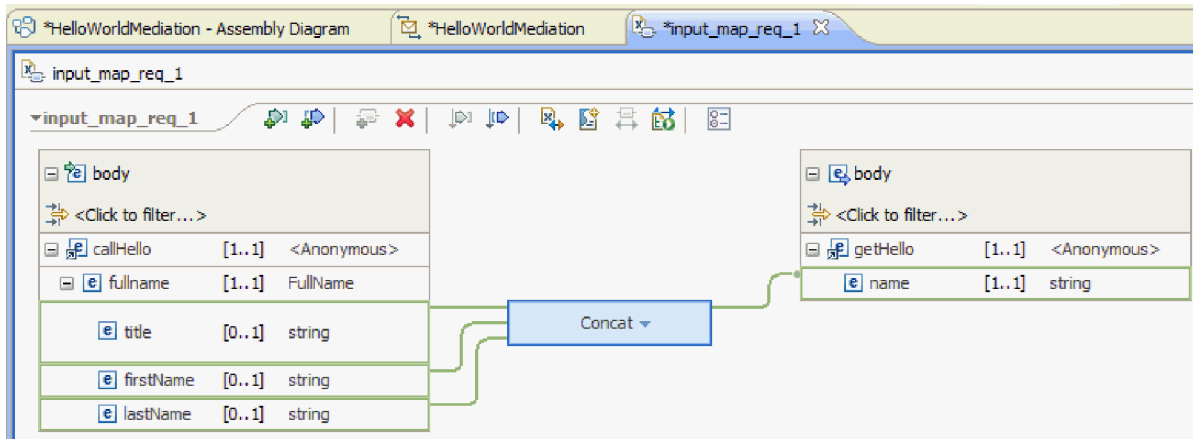 *HelloWorldMediation - Assembly Diagram *HelloWorldMediation *input_map_req_1
input_map_req_1
input_map_req_1
body
<Click to filter...>
callHello [1..1] <Anonymous>
fullname [1..1] FullName
title [0..1] string
firstName [0..1] string
lastName [0..1] string
Concat
body
<Click to filter...>
getHello [1..1] <Anonymous>
name [1..1] string